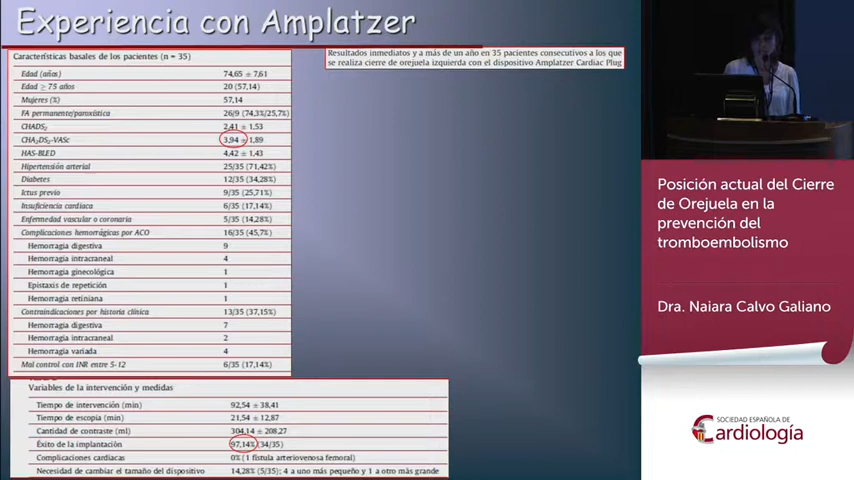 Experiencia con Amplatzer
Características basales de los pacientes (n = 35)
Edad (años) 74,65 ± 7,61
Edad ≥ 75 años 20 (57,14)
Mujeres (%) 57,14
FA permanente/paroxística 26/9 (74,3%/25,7%)
CHADS2 2,41 ± 1,53
CHA2DS2-VASc 3,94 ± 1,89
HAS-BLED 4,42 ± 1,43
Hipertensión arterial 25/35 (71,42%)
Diabetes 12/35 (34,28%)
Ictus previo 9/35 (25,71%)
Insuficiencia cardiaca 6/35 (17,14%)
Enfermedad vascular o coronaria 5/35 (14,28%)
Complicaciones hemorrágicas por ACO 16/35 (45,7%)
Hemorragia digestiva 9
Hemorragia intracraneal 4
Hemorragia ginecológica 1
Epistaxis de repetición 1
Hemorragia retiniana 1
Contraindicaciones por historia clínica 13/35 (37,15%)
Hemorragia digestiva 7
Hemorragia intracraneal 2
Hemorragia variada 4
Mal control con INR entre 5-12 6/35 (17,14%)
Variables de la intervención y medidas
Tiempo de intervención (min) 92,54 ± 38,41
Tiempo de escopia (min) 21,54 ± 12,87
Cantidad de contraste (ml) 304,14 ± 208,27
Éxito de la implantación 97,14% (34/35)
Complicaciones cardiacas 0% (1 fístula arteriovenosa femoral)
Necesidad de cambiar el tamaño del dispositivo 14,28% (5/35); 4 a uno más pequeño y 1 a otro más grande
Resultados inmediatos y a más de un año en 35 pacientes consecutivos a los que
se realiza cierre de orejuela izquierda con el dispositivo Amplatzer Cardiac Plug
Posición actual del Cierre
de Orejuela en la
prevención del
tromboembolismo
Dra. Naiara Calvo Galiano
SOCIEDAD ESPAÑOLA DE
Cardiología